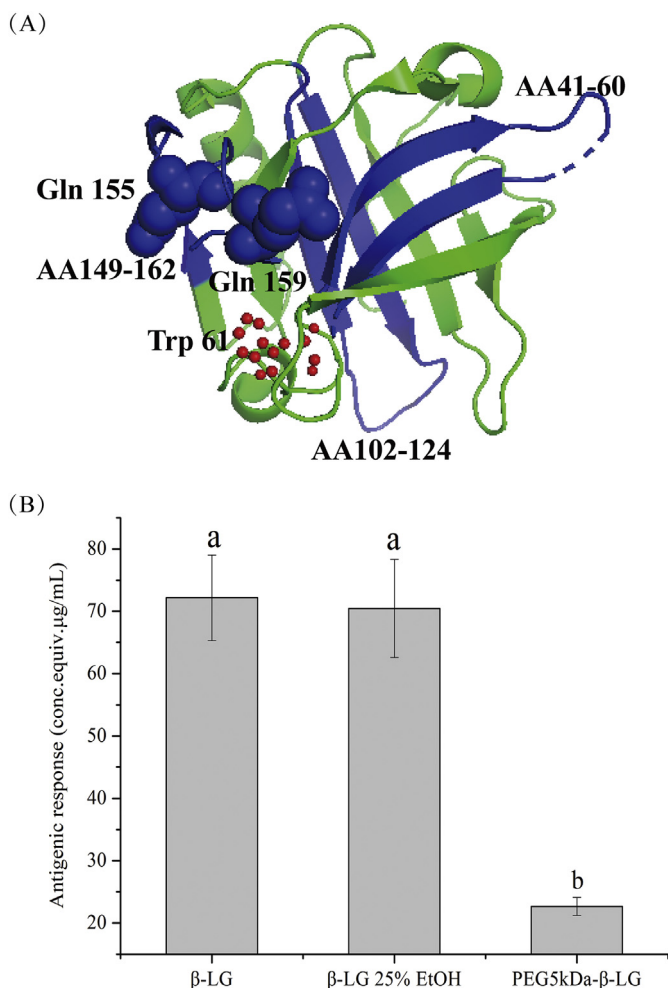 (A)
AA41-60
Gln 155
AA149-162
Gln 159
Trp 61
AA102-124
(B)
80
70
60
50
40
30
20
Antigenic response (conc.equiv.μg/mL)
a
a
b
β-LG
β-LG 25% EtOH
PEG5kDa-β-LG